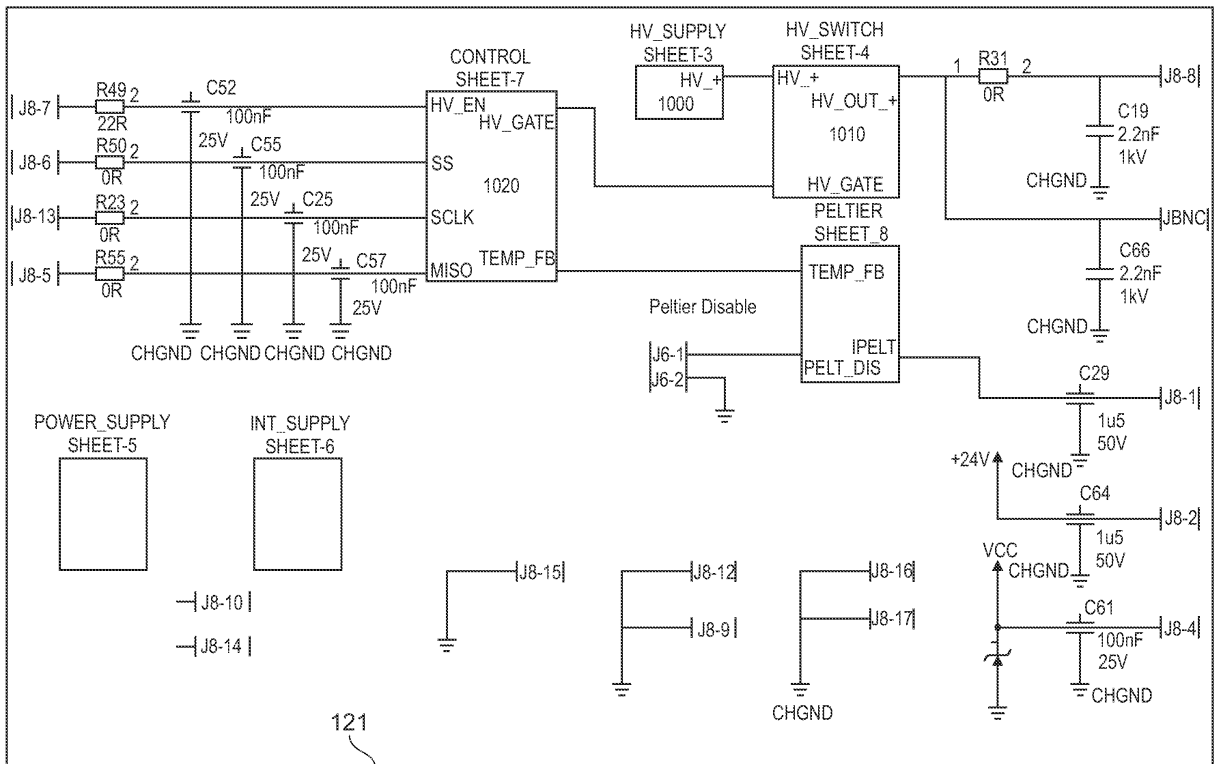 HV_SUPPLY
SHEET-3
HV_+
1000
HV_SWITCH
SHEET-4
HV_+
HV_OUT_+
1010
HV_GATE
CONTROL
SHEET-7
HV_EN
HV_GATE
SS
1020
SCLK
TEMP_FB
MISO
J8-7
R49
2
22R
C52
100nF
25V
J8-6
R50
2
0R
C55
100nF
25V
J8-13
R23
2
0R
C25
100nF
25V
J8-5
R55
2
0R
C57
100nF
25V
CHGND
CHGND
CHGND
CHGND
1
R31
2
0R
J8-8
C19
2.2nF
1kV
CHGND
JBNC
C66
2.2nF
1kV
CHGND
PELTIER
SHEET_8
TEMP_FB
IPELT
PELT_DIS
Peltier Disable
J6-1
J6-2
C29
J8-1
1u5
50V
CHGND
+24V
C64
J8-2
1u5
50V
CHGND
VCC
C61
J8-4
100nF
25V
CHGND
POWER_SUPPLY
SHEET-5
INT_SUPPLY
SHEET-6
J8-10
J8-14
J8-15
J8-12
J8-9
J8-16
J8-17
CHGND
121